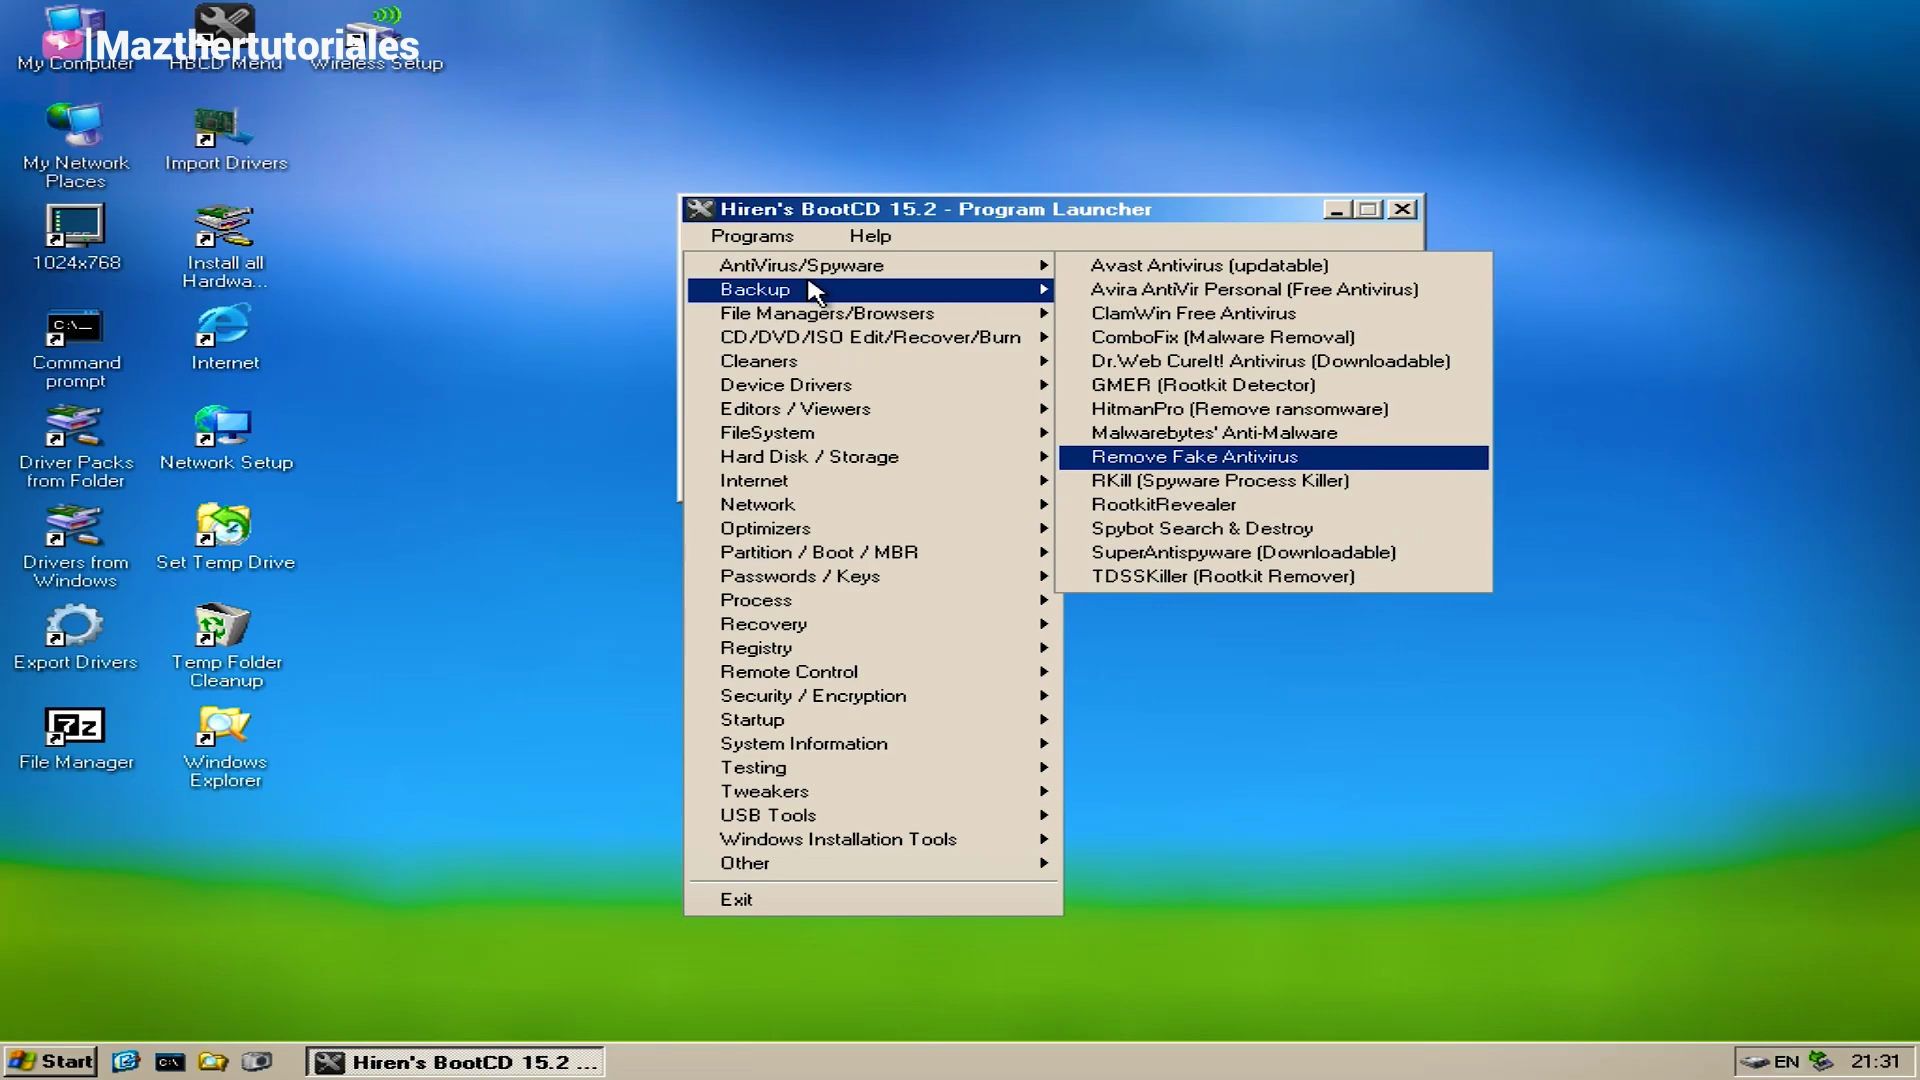 Mazthertutoriales
My Computer
HBCD Menu
Wireless Setup
My Network
Places
Import Drivers
1024x768
Install all
Hardwa...
Command
prompt
Internet
Driver Packs
from Folder
Network Setup
Drivers from
Windows
Set Temp Drive
Export Drivers
Temp Folder
Cleanup
File Manager
Windows
Explorer
Hiren's BootCD 15.2 - Program Launcher
Programs Help
AntiVirus/Spyware
Backup
File Managers/Browsers
CD/DVD/ISO Edit/Recover/Burn
Cleaners
Device Drivers
Editors / Viewers
FileSystem
Hard Disk / Storage
Internet
Network
Optimizers
Partition / Boot / MBR
Passwords / Keys
Process
Recovery
Registry
Remote Control
Security / Encryption
Startup
System Information
Testing
Tweakers
USB Tools
Windows Installation Tools
Other
Exit
Avast Antivirus (updatable)
Avira AntiVir Personal (Free Antivirus)
ClamWin Free Antivirus
ComboFix (Malware Removal)
Dr.Web CureIt! Antivirus (Downloadable)
GMER (Rootkit Detector)
HitmanPro (Remove ransomware)
Malwarebytes' Anti-Malware
Remove Fake Antivirus
RKill (Spyware Process Killer)
RootkitRevealer
Spybot Search & Destroy
SuperAntispyware (Downloadable)
TDSSKiller (Rootkit Remover)
Start
C:\
Hiren's BootCD 15.2 ...
EN
21:31